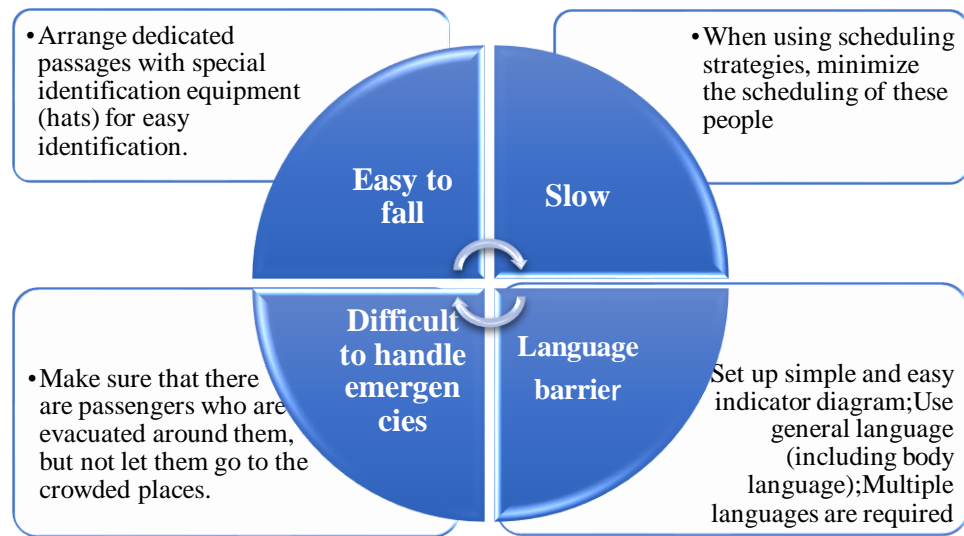 •Arrange dedicated
passages with special
identification equipment
(hats) for easy
identification.
•When using scheduling
strategies, minimize
the scheduling of these
people
Easy to
fall
Slow
Difficult
to handle
emergen
cies
Language
barrier
•Make sure that there
are passengers who are
evacuated around them,
but not let them go to the
crowded places.
Set up simple and easy
indicator diagram;Use
general language
(including body
language);Multiple
languages are required